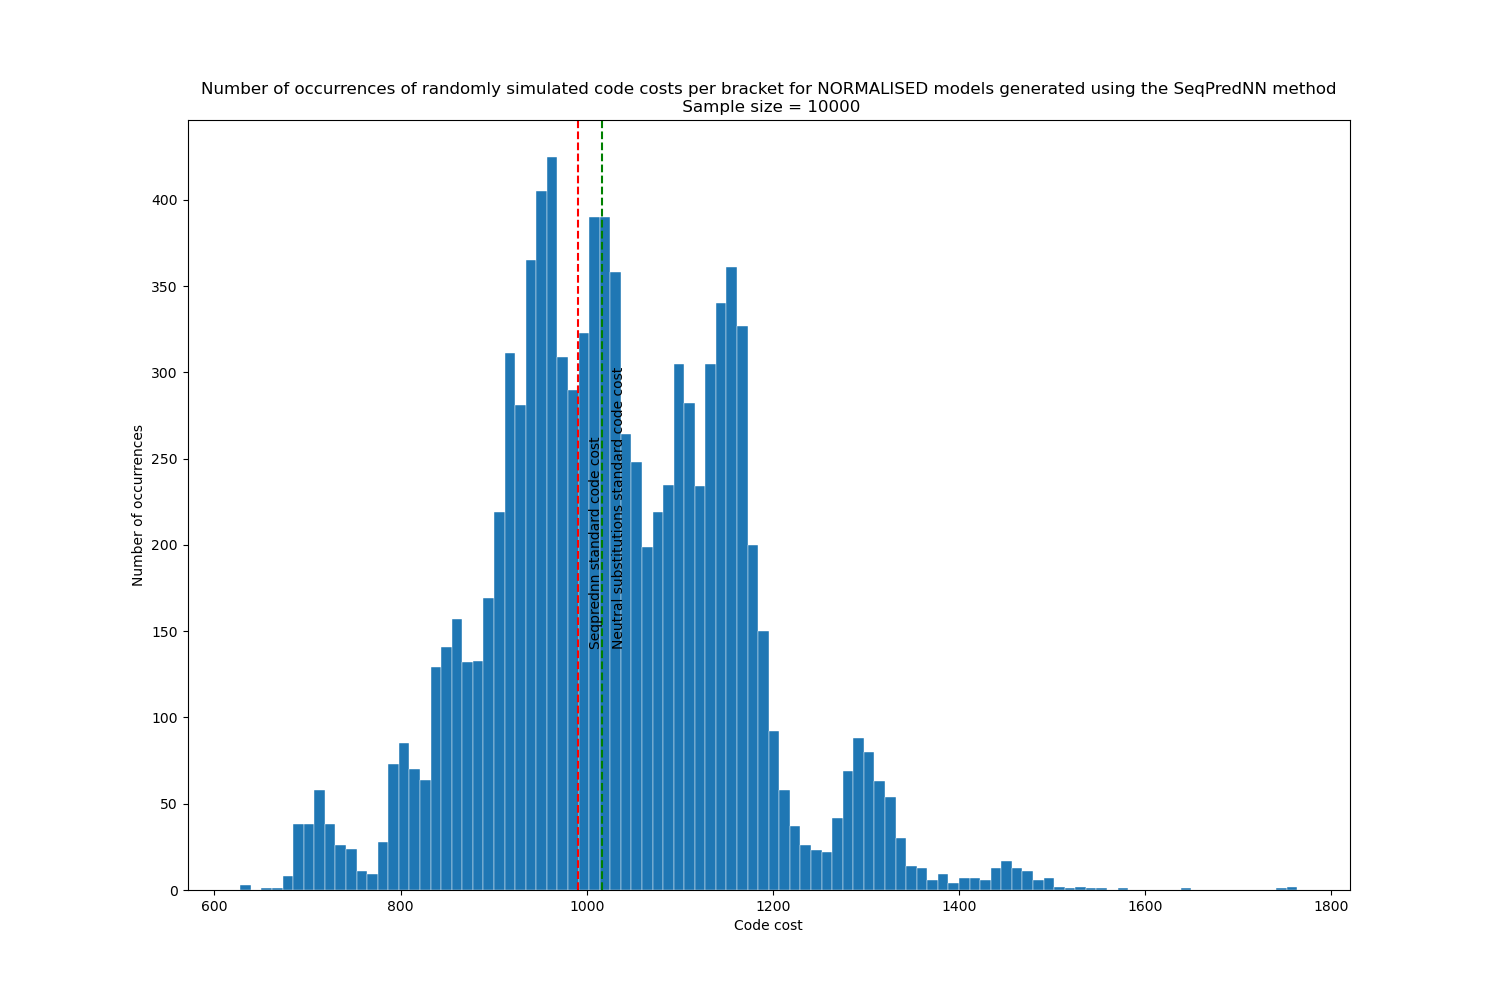 Number of occurrences of randomly simulated code costs per bracket for NORMALISED models generated using the SeqPredNN method
Sample size = 10000
Number of occurrences
400
350
300
250
200
150
100
50
0
Seqprednn standard code cost
Neutral substitutions standard code cost
600
800
1000
1200
1400
1600
1800
Code cost